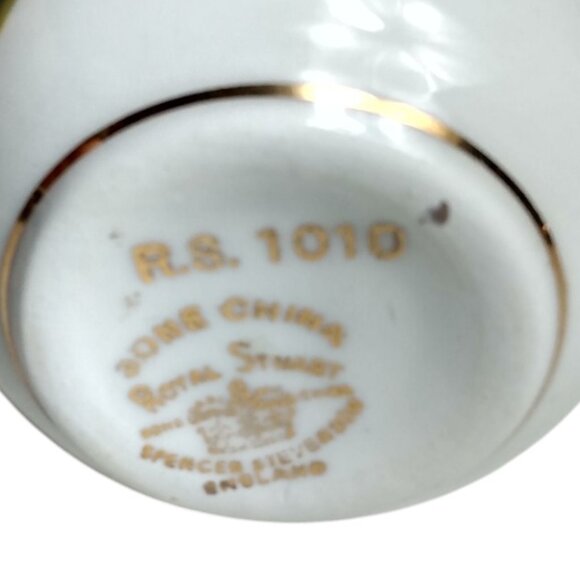 R.S. 1010
BONE CHINA
ROYAL STUART
SPENCER STEVENSON
ENGLAND